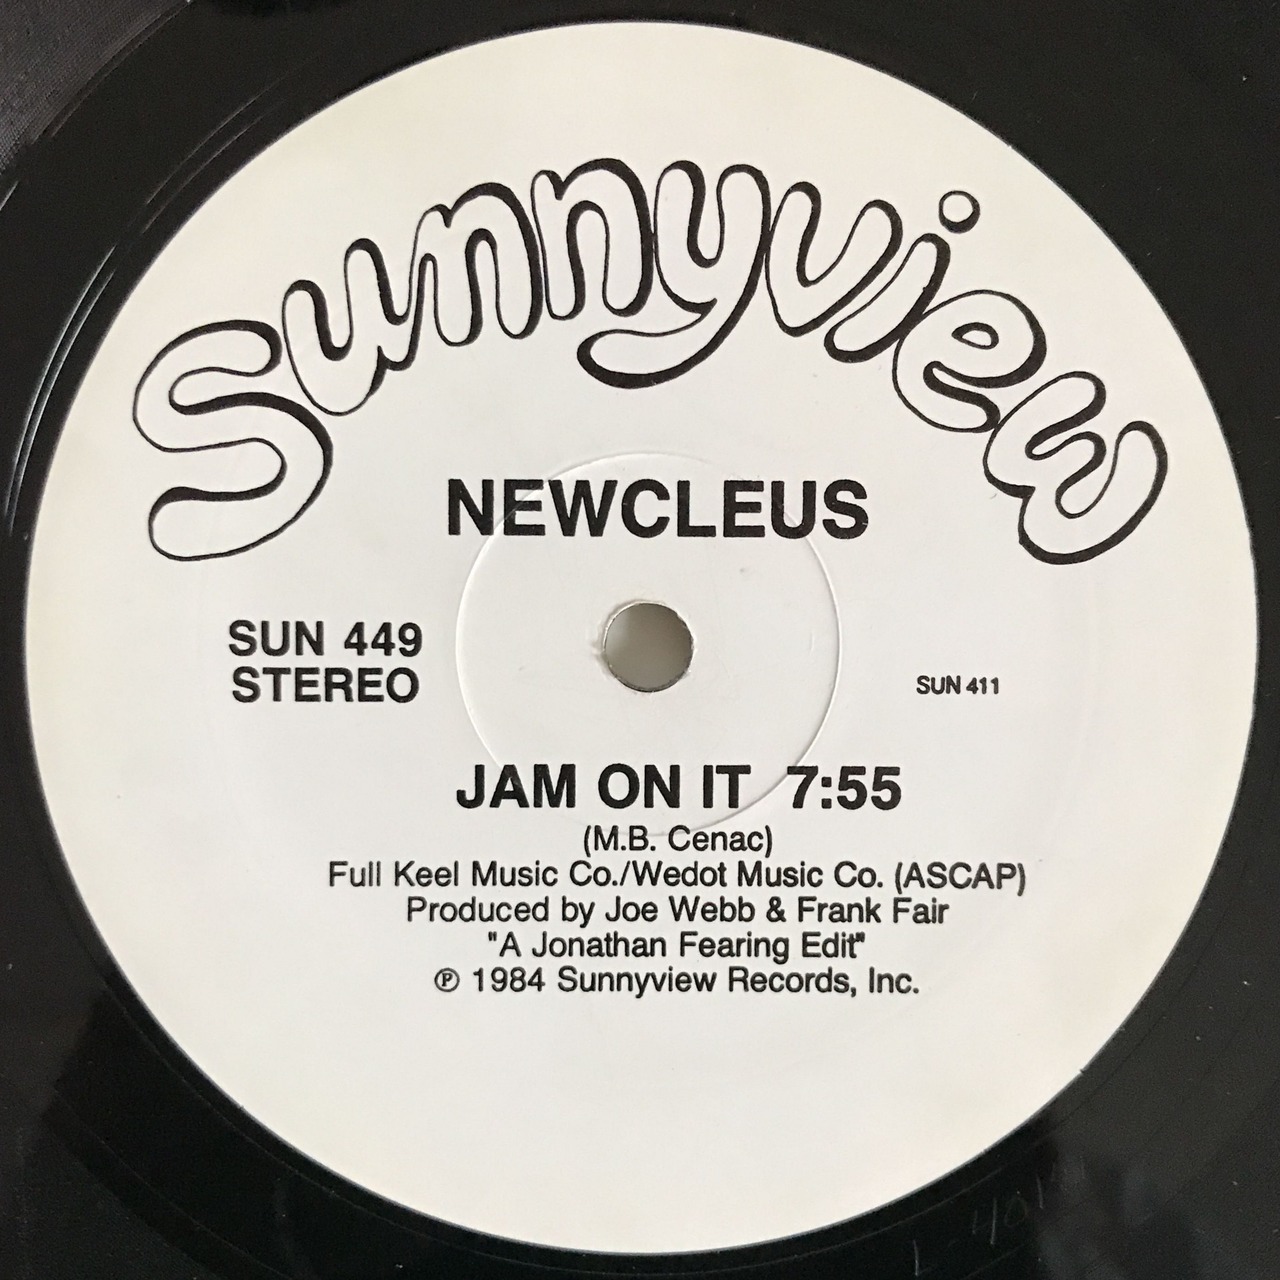 Sunnyview
NEWCLEUS
SUN 449
STEREO
SUN 411
JAM ON IT 7:55
(M.B. Cenac)
Full Keel Music Co./Wedot Music Co. (ASCAP)
Produced by Joe Webb & Frank Fair
"A Jonathan Fearing Edit"
℗ 1984 Sunnyview Records, Inc.